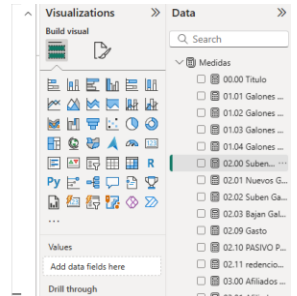 Visualizations »
Build visual
R
Py
...
Values
Add data fields here
Drill through
Data »
Search
Medidas
00.00 Titulo
01.01 Galones ...
01.02 Galones ...
01.03 Galones ...
01.04 Galones ...
02.00 Suben... ...
02.01 Nuevos G...
02.02 Suben Ga...
02.03 Bajan Gal...
02.09 Gasto
02.10 PASIVO P...
02.11 redencio...
03.00 Afiliados ...